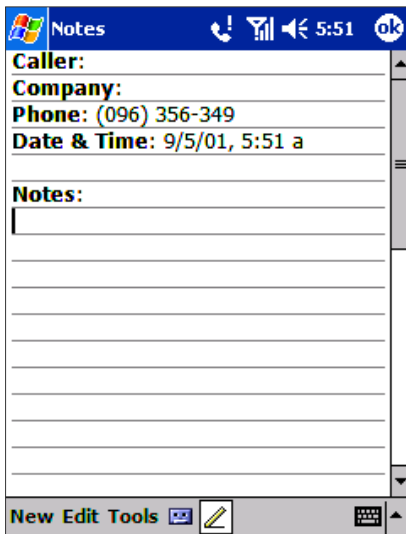 Notes 5:51 ok
Caller:
Company:
Phone: (096) 356-349
Date & Time: 9/5/01, 5:51 a
Notes:
New Edit Tools